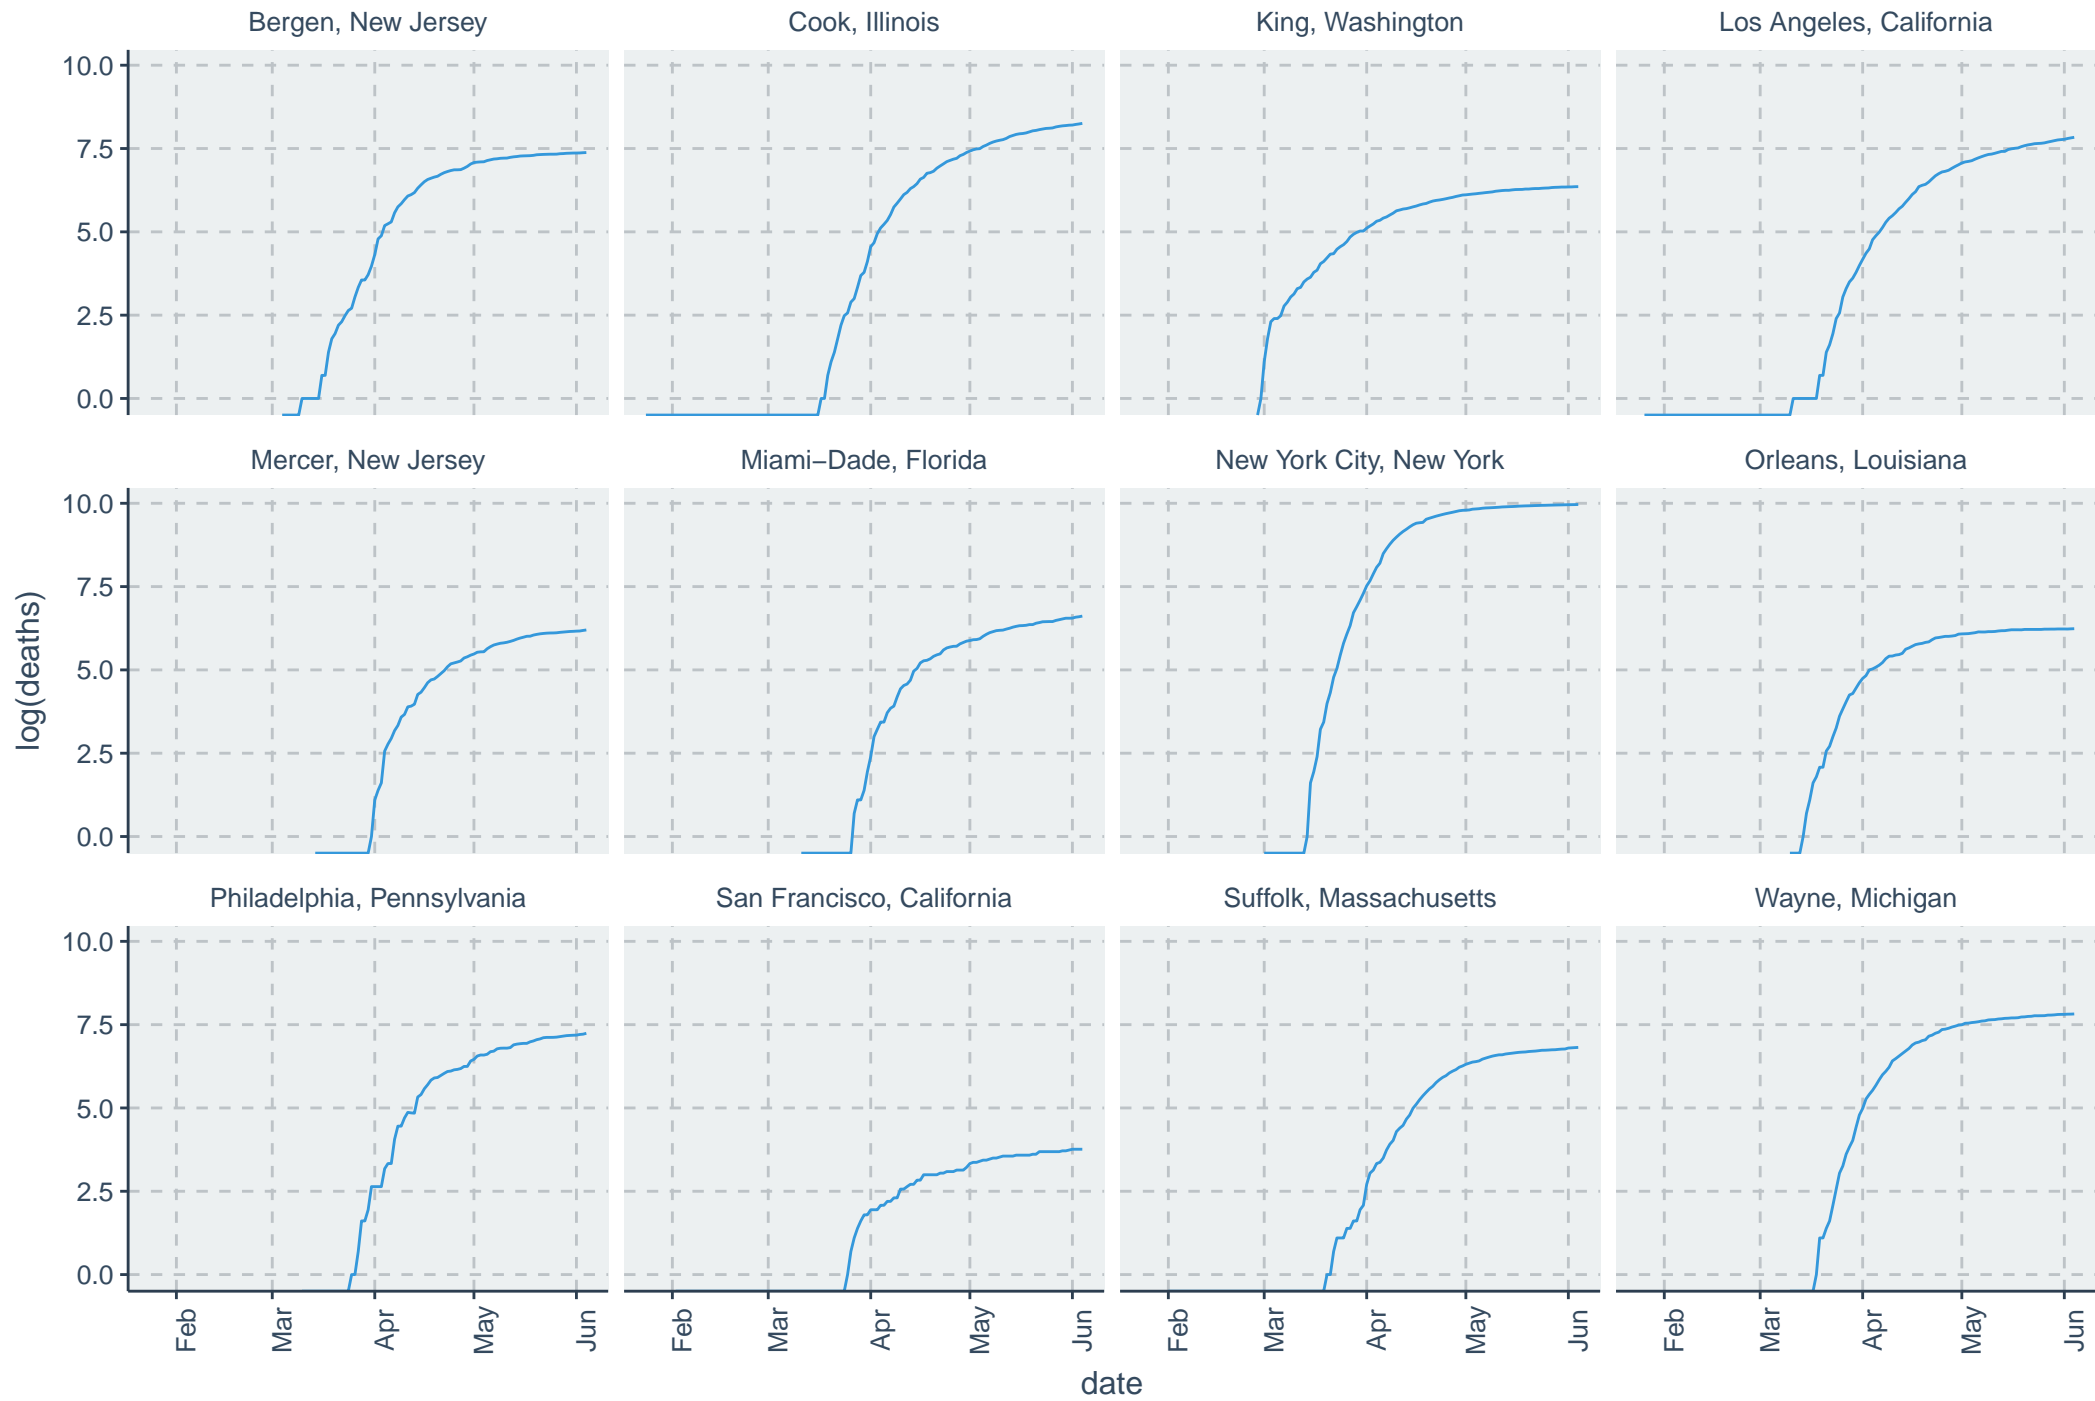 Bergen, New Jersey
Cook, Illinois
King, Washington
Los Angeles, California
10.0
7.5
5.0
2.5
0.0
Mercer, New Jersey
Miami−Dade, Florida
New York City, New York
Orleans, Louisiana
10.0
7.5
5.0
2.5
0.0
log(deaths)
Philadelphia, Pennsylvania
San Francisco, California
Suffolk, Massachusetts
Wayne, Michigan
10.0
7.5
5.0
2.5
0.0
Feb Mar Apr May Jun
Feb Mar Apr May Jun
Feb Mar Apr May Jun
Feb Mar Apr May Jun
date